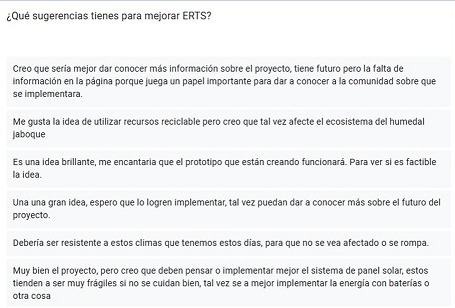 ¿Qué sugerencias tienes para mejorar ERTS?
Creo que sería mejor dar conocer más información sobre el proyecto, tiene futuro pero la falta de
información en la página porque juega un papel importante para dar a conocer a la comunidad sobre que
se implementara.
Me gusta la idea de utilizar recursos reciclable pero creo que tal vez afecte el ecosistema del humedal
jaboque
Es una idea brillante, me encantaria que el prototipo que están creando funcionará. Para ver si es factible
la idea.
Una una gran idea, espero que lo logren implementar, tal vez puedan dar a conocer más sobre el futuro del
proyecto.
Debería ser resistente a estos climas que tenemos estos días, para que no se vea afectado o se rompa.
Muy bien el proyecto, pero creo que deben pensar o implementar mejor el sistema de panel solar, estos
tienden a ser muy frágiles si no se cuidan bien, tal vez se a mejor implementar la energía con baterías o
otra cosa